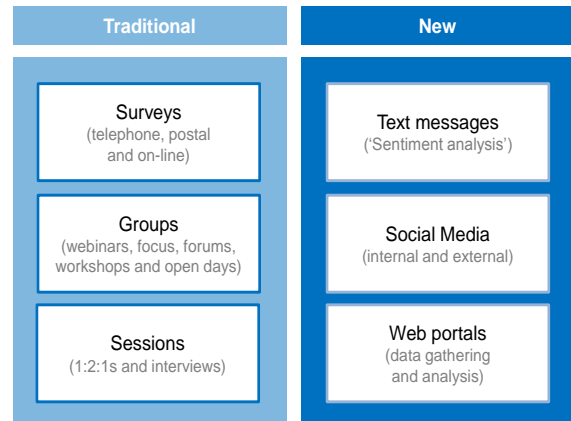 Traditional
New
Surveys
(telephone, postal
and on-line)
Groups
(webinars, focus, forums,
workshops and open days)
Sessions
(1:2:1s and interviews)
Text messages
(‘Sentiment analysis’)
Social Media
(internal and external)
Web portals
(data gathering
and analysis)